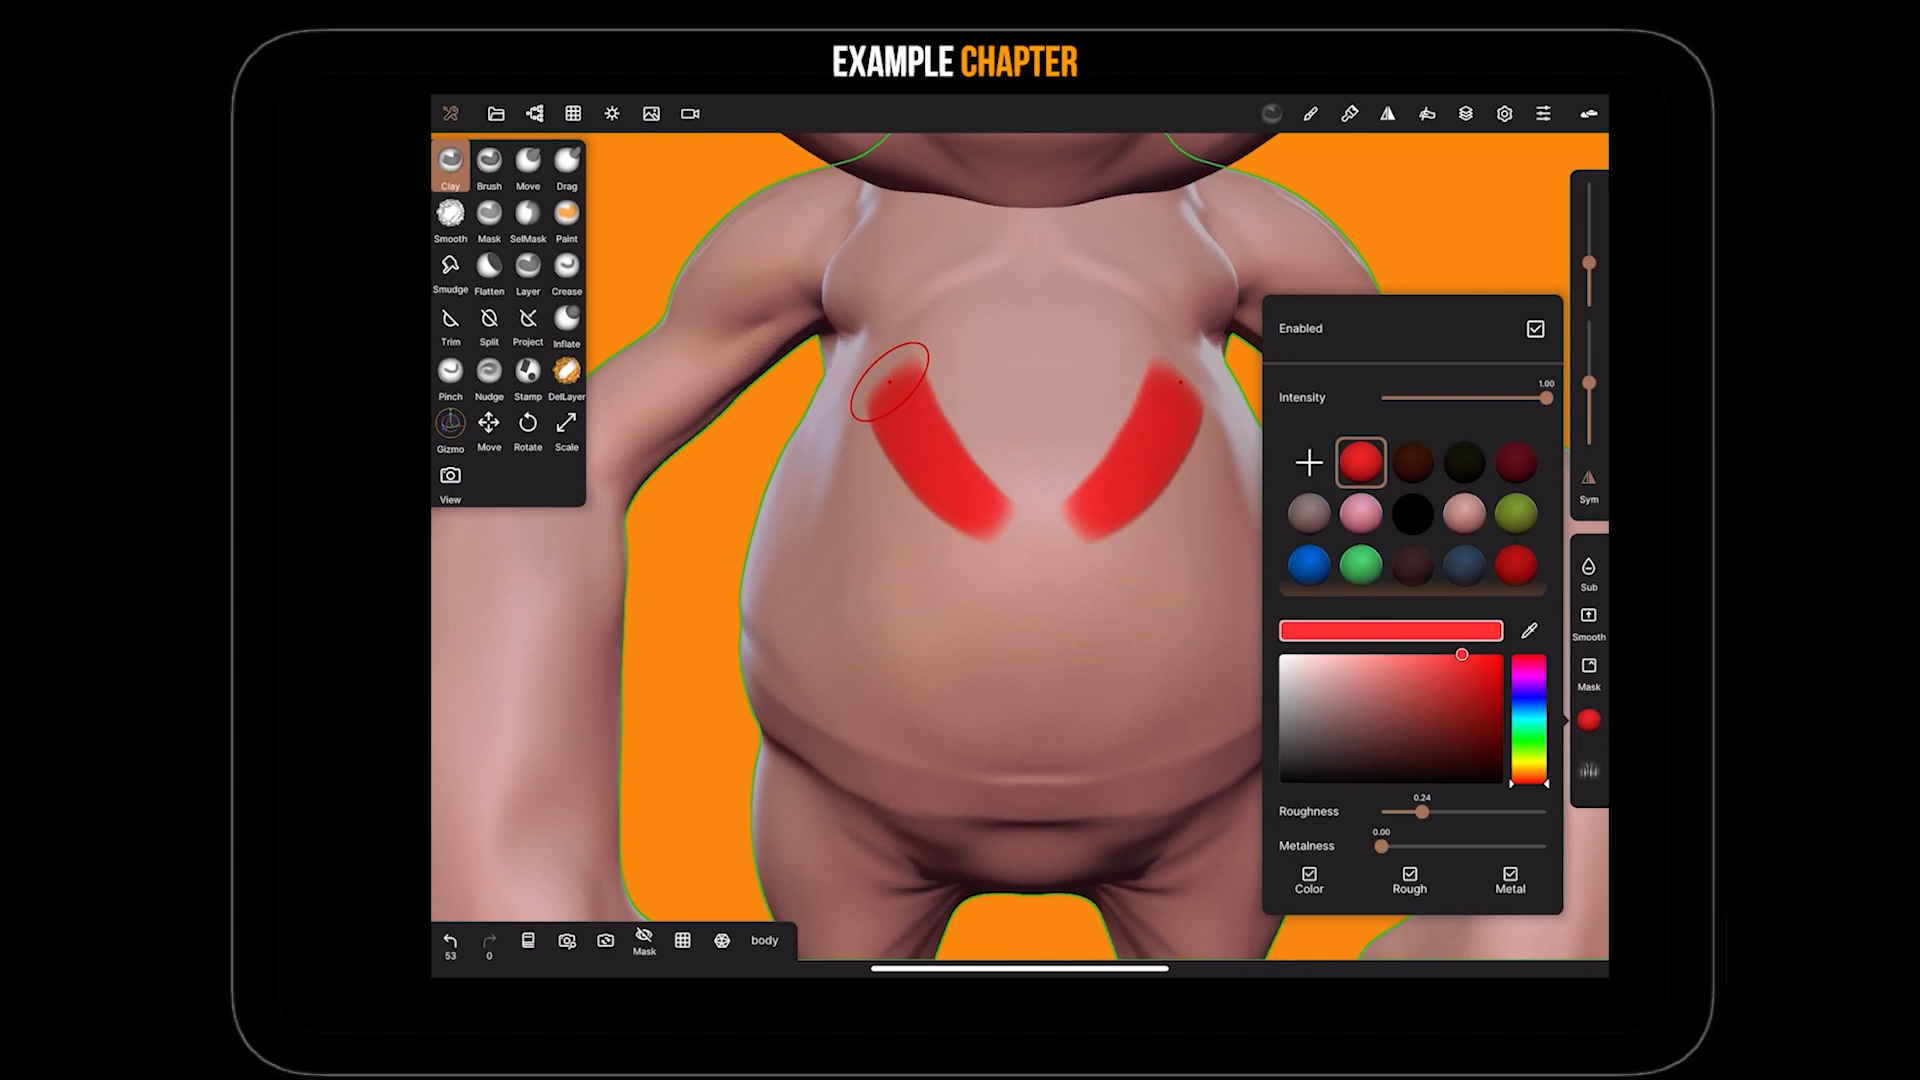 EXAMPLE CHAPTER
Clay Brush Move Drag
Smooth Mask SelMask Paint
Smudge Flatten Layer Crease
Trim Split Project Inflate
Pinch Nudge Stamp DelLayer
Gizmo Move Rotate Scale
View
Enabled
1.00
Intensity
Roughness 0.24
Metalness 0.00
Color Rough Metal
Sym
Sub
Smooth
Mask
53 0 Mask body